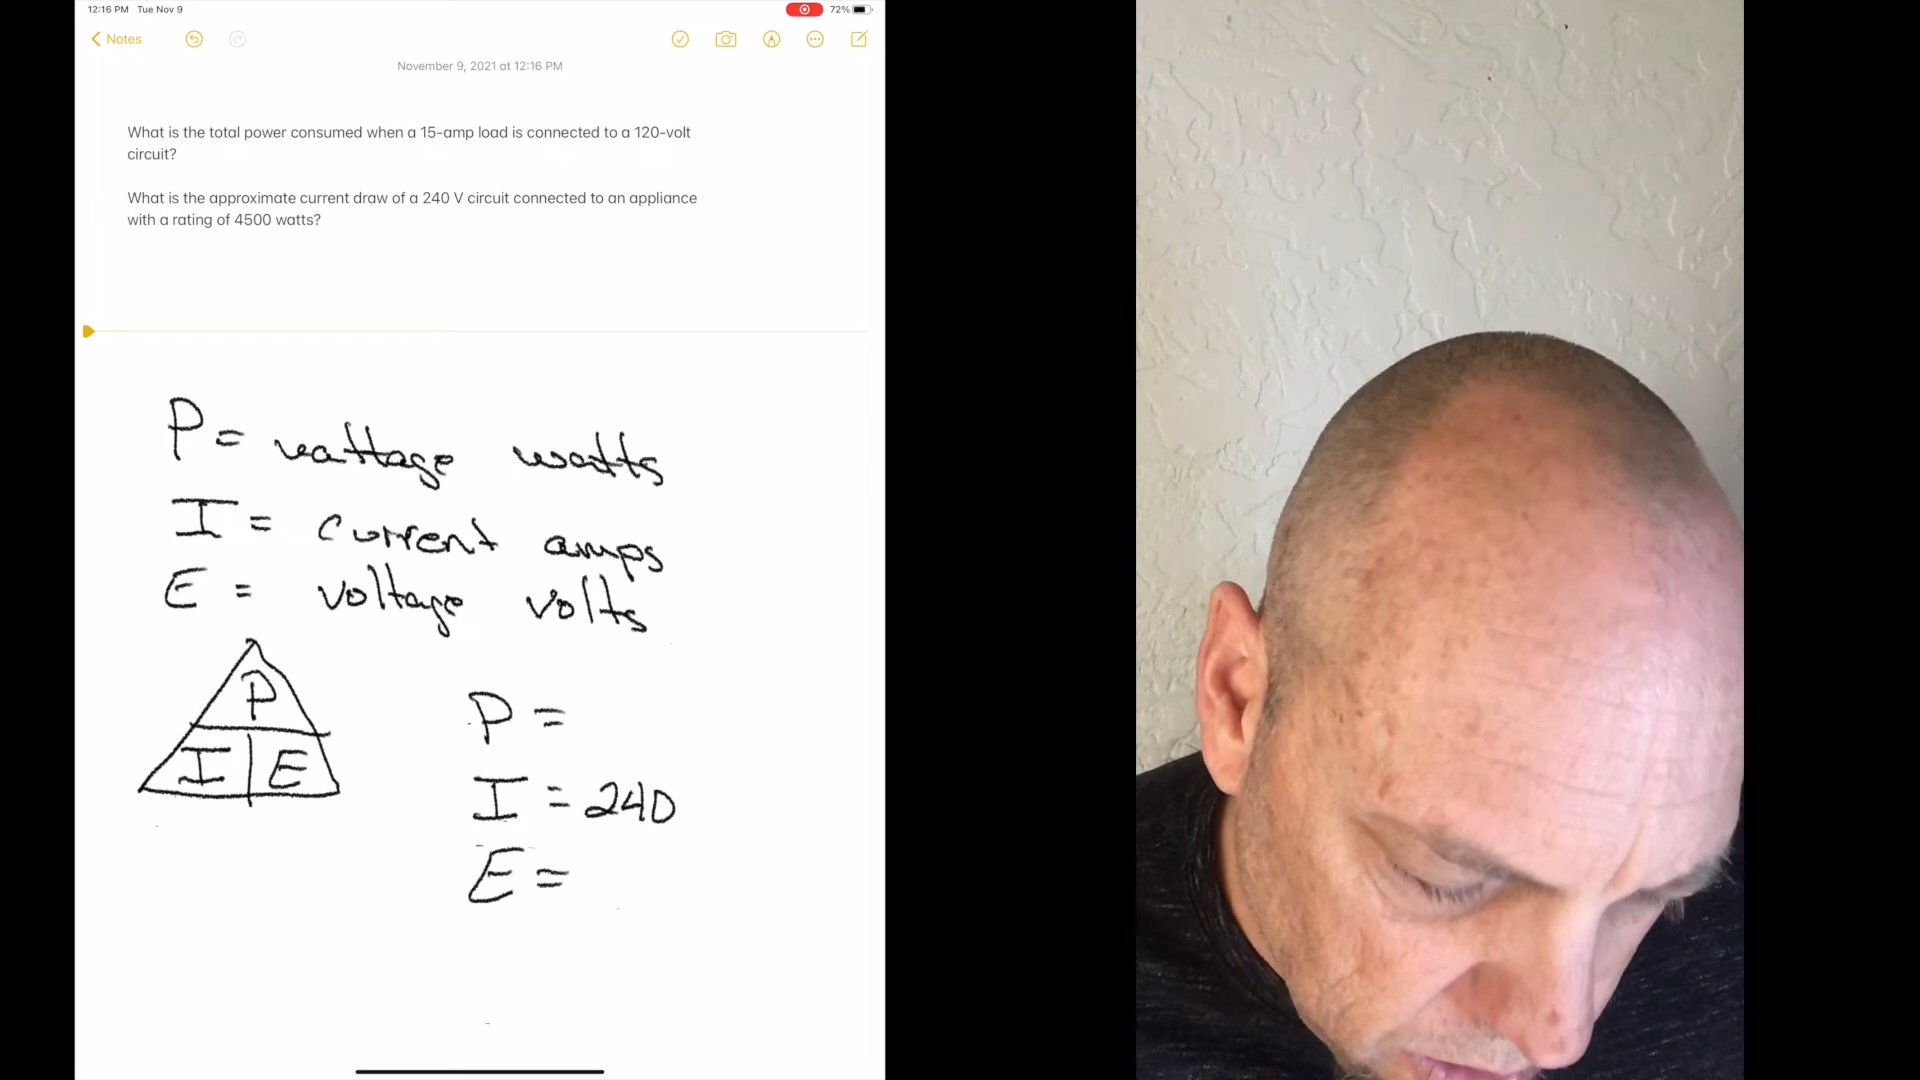 12:16 PM Tue Nov 9
72%
Notes
November 9, 2021 at 12:16 PM
What is the total power consumed when a 15-amp load is connected to a 120-volt
circuit?
What is the approximate current draw of a 240 V circuit connected to an appliance
with a rating of 4500 watts?
P = wattage watts
I = current amps
E = voltage volts
P
I E
P =
I = 240
E =